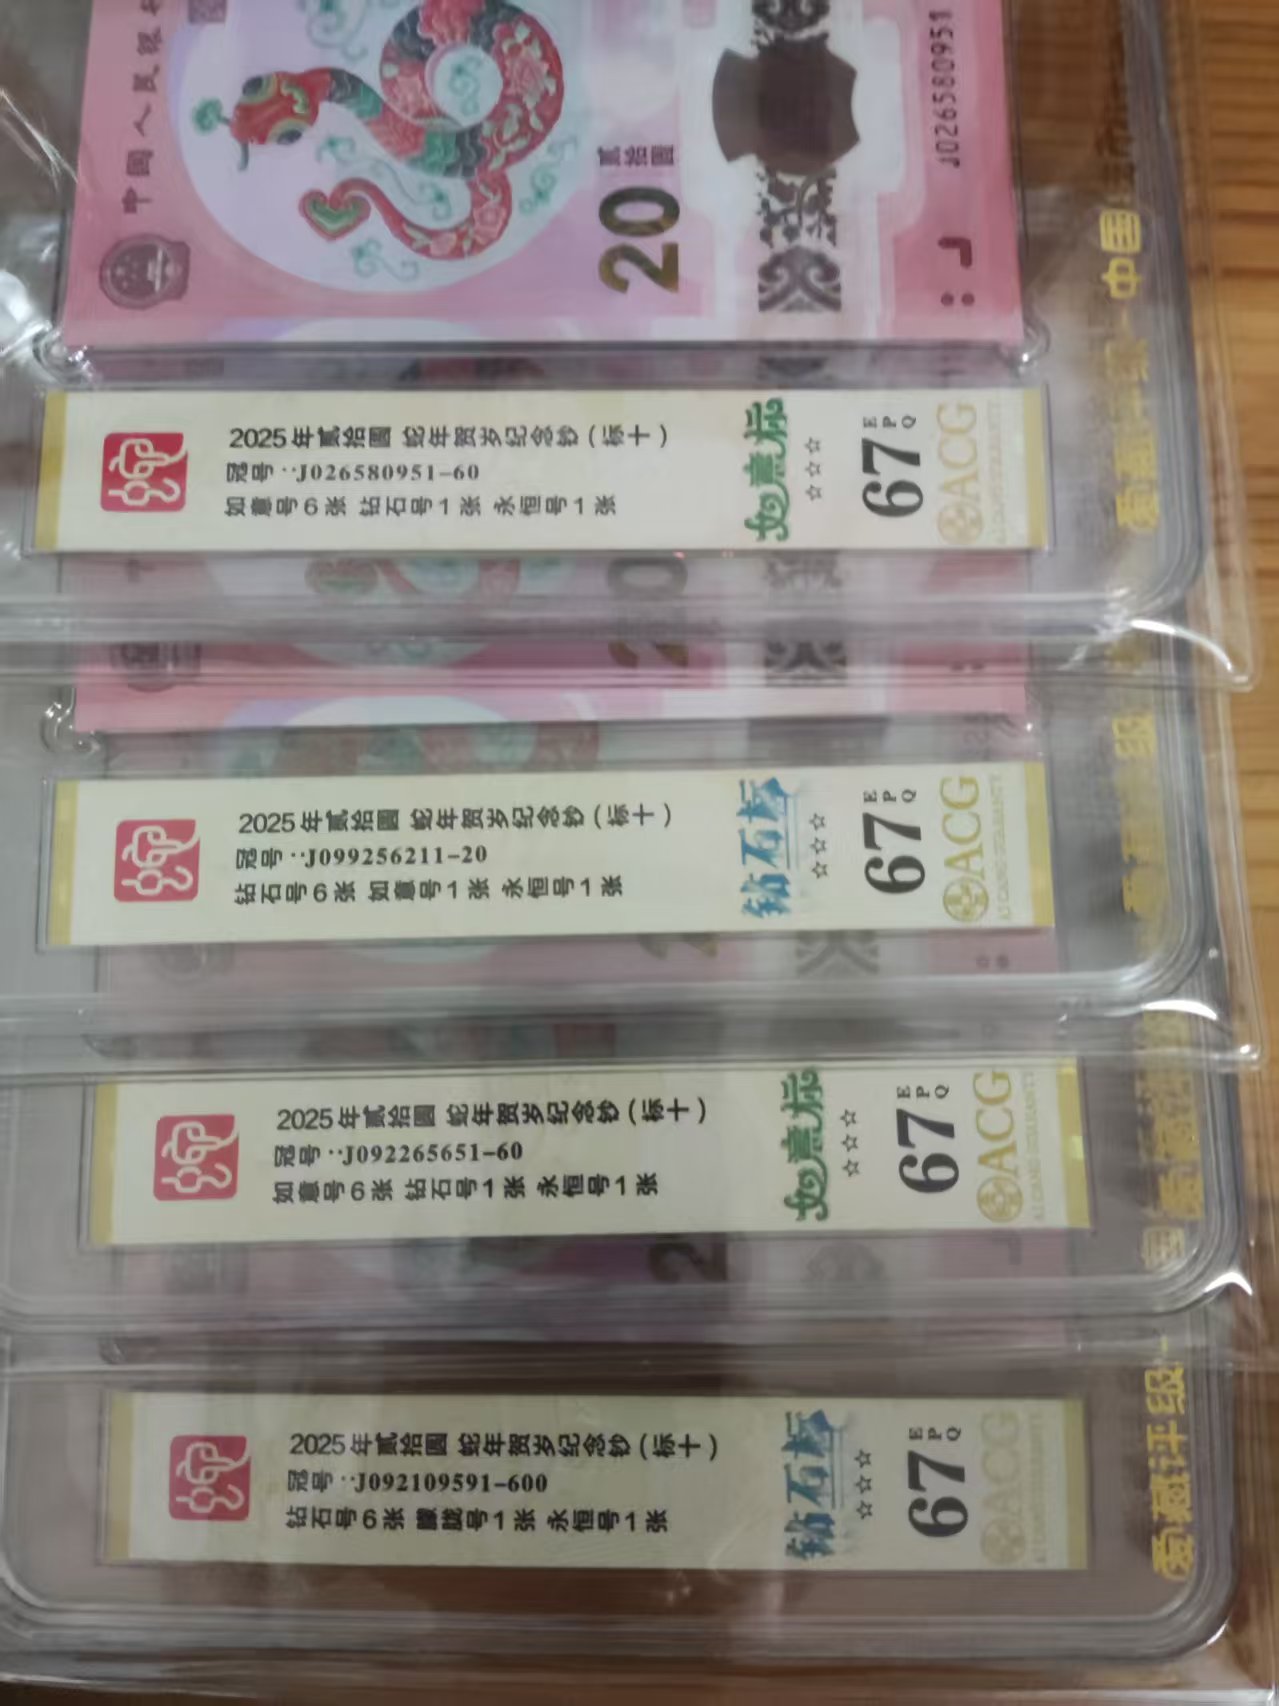 中国人民银
贰拾圆
20
J026580951
J
中国
2025年贰拾圆 蛇年贺岁纪念钞(标十)
冠号:J026580951-60
如意号6张 钻石号1张 永恒号1张
如意标
☆☆☆
67
EPQ
ACG
2025年贰拾圆 蛇年贺岁纪念钞(标十)
冠号:J099256211-20
钻石号6张 如意号1张 永恒号1张
钻石标
☆☆☆
67
EPQ
ACG
2025年贰拾圆 蛇年贺岁纪念钞(标十)
冠号:J092265651-60
如意号6张 钻石号1张 永恒号1张
如意标
☆☆☆
67
EPQ
ACG
2025年贰拾圆 蛇年贺岁纪念钞(标十)
冠号:J092109591-600
钻石号6张 朦胧号1张 永恒号1张
钻石标
☆☆☆
67
EPQ
ACG
爱藏评级